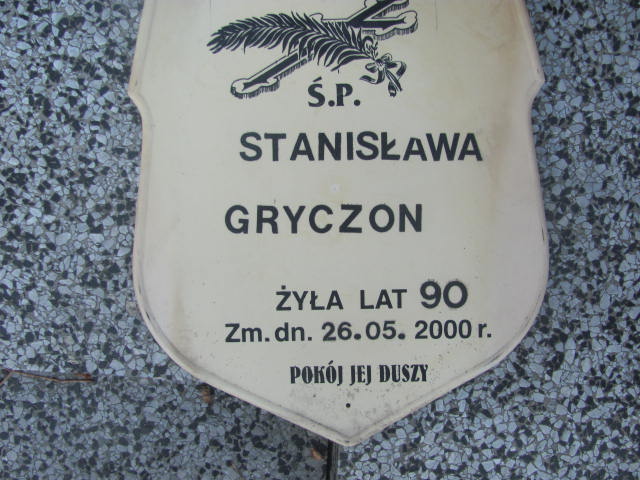 Ś.P.
STANISŁAWA
GRYCZON
ŻYŁA LAT 90
Zm. dn. 26.05. 2000 r.
POKÓJ JEJ DUSZY